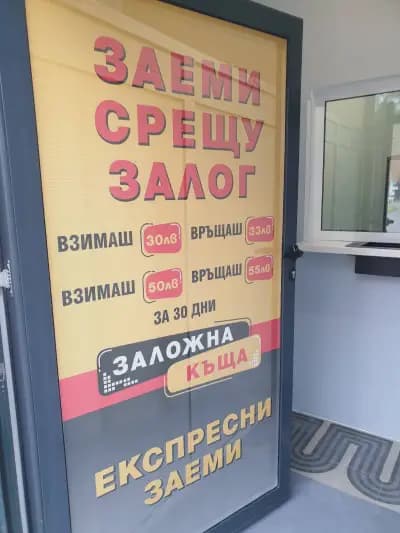 ЗАЕМИ
СРЕЩУ
ЗАЛОГ
ВЗИМАШ 30лв ВРЪЩАШ 33лв
ВЗИМАШ 50лв ВРЪЩАШ 55лв
ЗА 30 ДНИ
ЗАЛОЖНА
КЪЩА
ЕКСПРЕСНИ
ЗАЕМИ